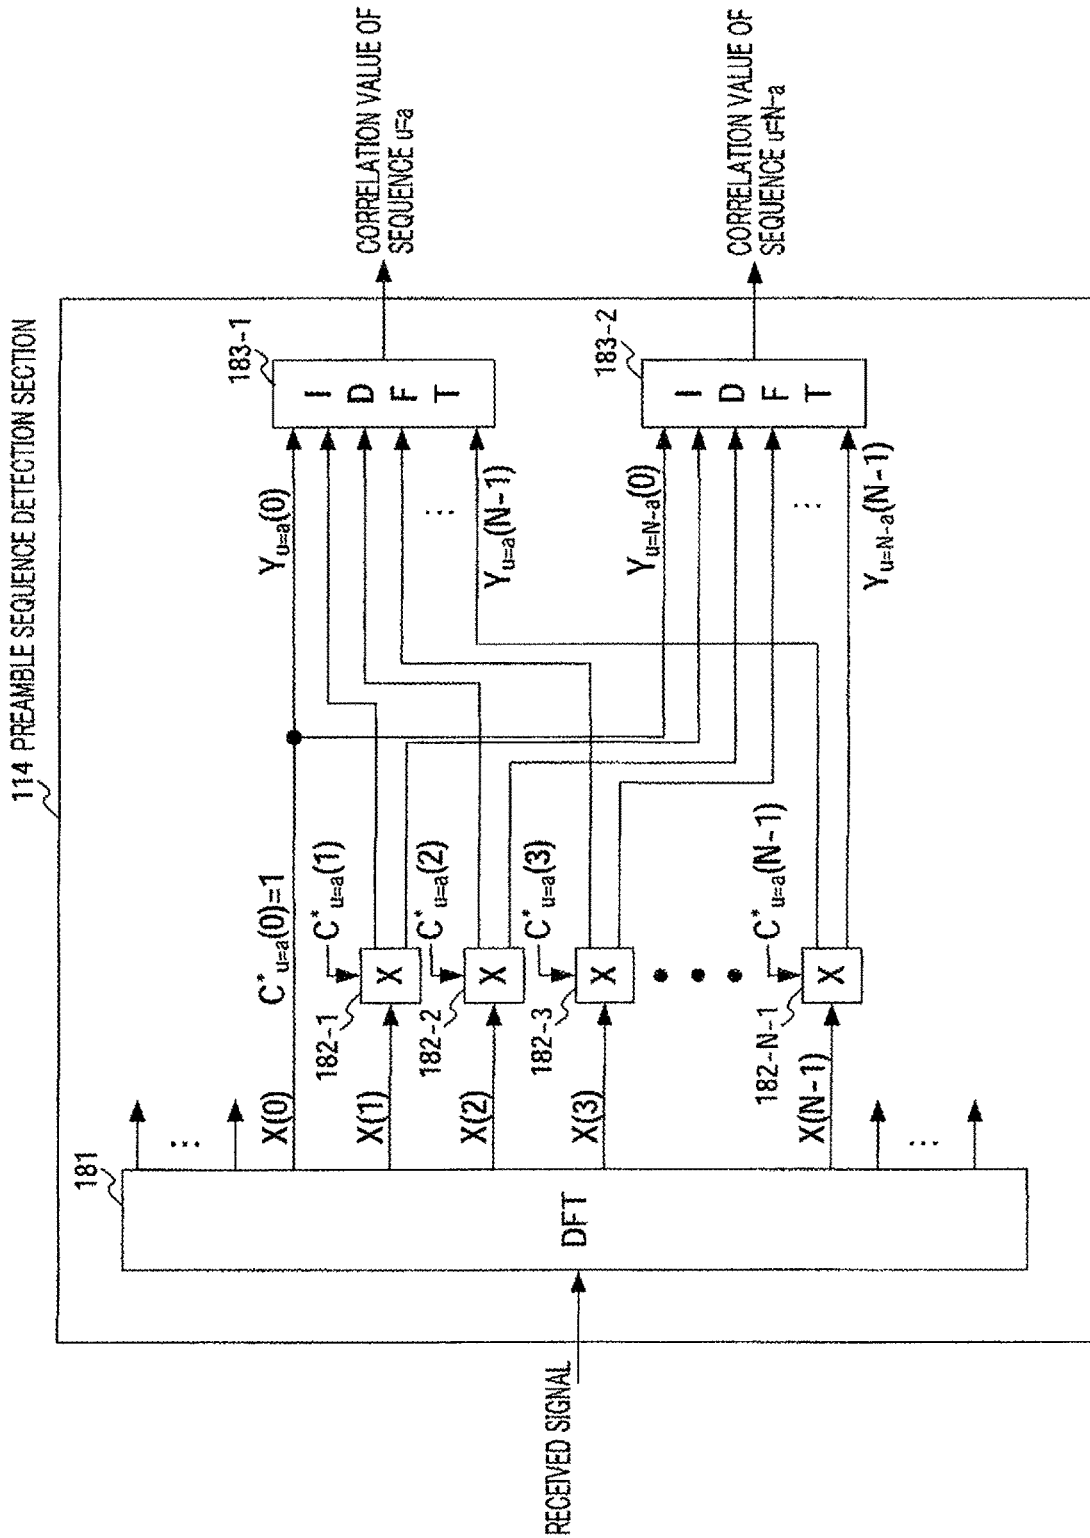 114 PREAMBLE SEQUENCE DETECTION SECTION
RECEIVED SIGNAL
181
DFT
...
X(0)
X(1)
X(2)
X(3)
X(N-1)
...
C*u=a(0)=1
182-1
C*u=a(1)
X
182-2
C*u=a(2)
X
182-3
C*u=a(3)
X
182-N-1
C*u=a(N-1)
X
Yu=a(0)
...
Yu=a(N-1)
Yu=N-a(0)
...
Yu=N-a(N-1)
183-1
IDFT
183-2
IDFT
CORRELATION VALUE OF
SEQUENCE u=a
CORRELATION VALUE OF
SEQUENCE u=N-a